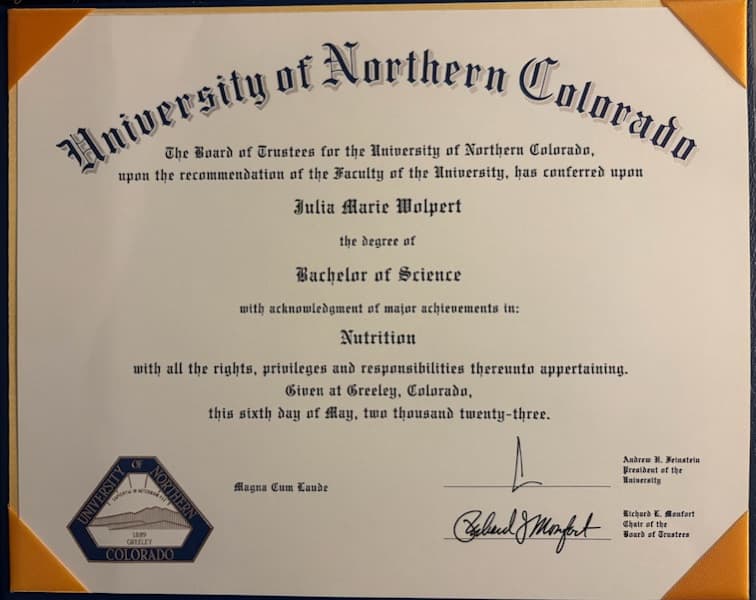 University of Northern Colorado
The Board of Trustees for the University of Northern Colorado,
upon the recommendation of the Faculty of the University, has conferred upon
Julia Marie Wolpert
the degree of
Bachelor of Science
with acknowledgment of major achievements in:
Nutrition
with all the rights, privileges and responsibilities thereunto appertaining.
Given at Greeley, Colorado,
this sixth day of May, two thousand twenty-three.
Magna Cum Laude
Andrew H. Feinstein
President of the
University
Richard J Monfort
Richard L. Monfort
Chair of the
Board of Trustees
UNIVERSITY OF NORTHERN
1889
GREELEY
COLORADO